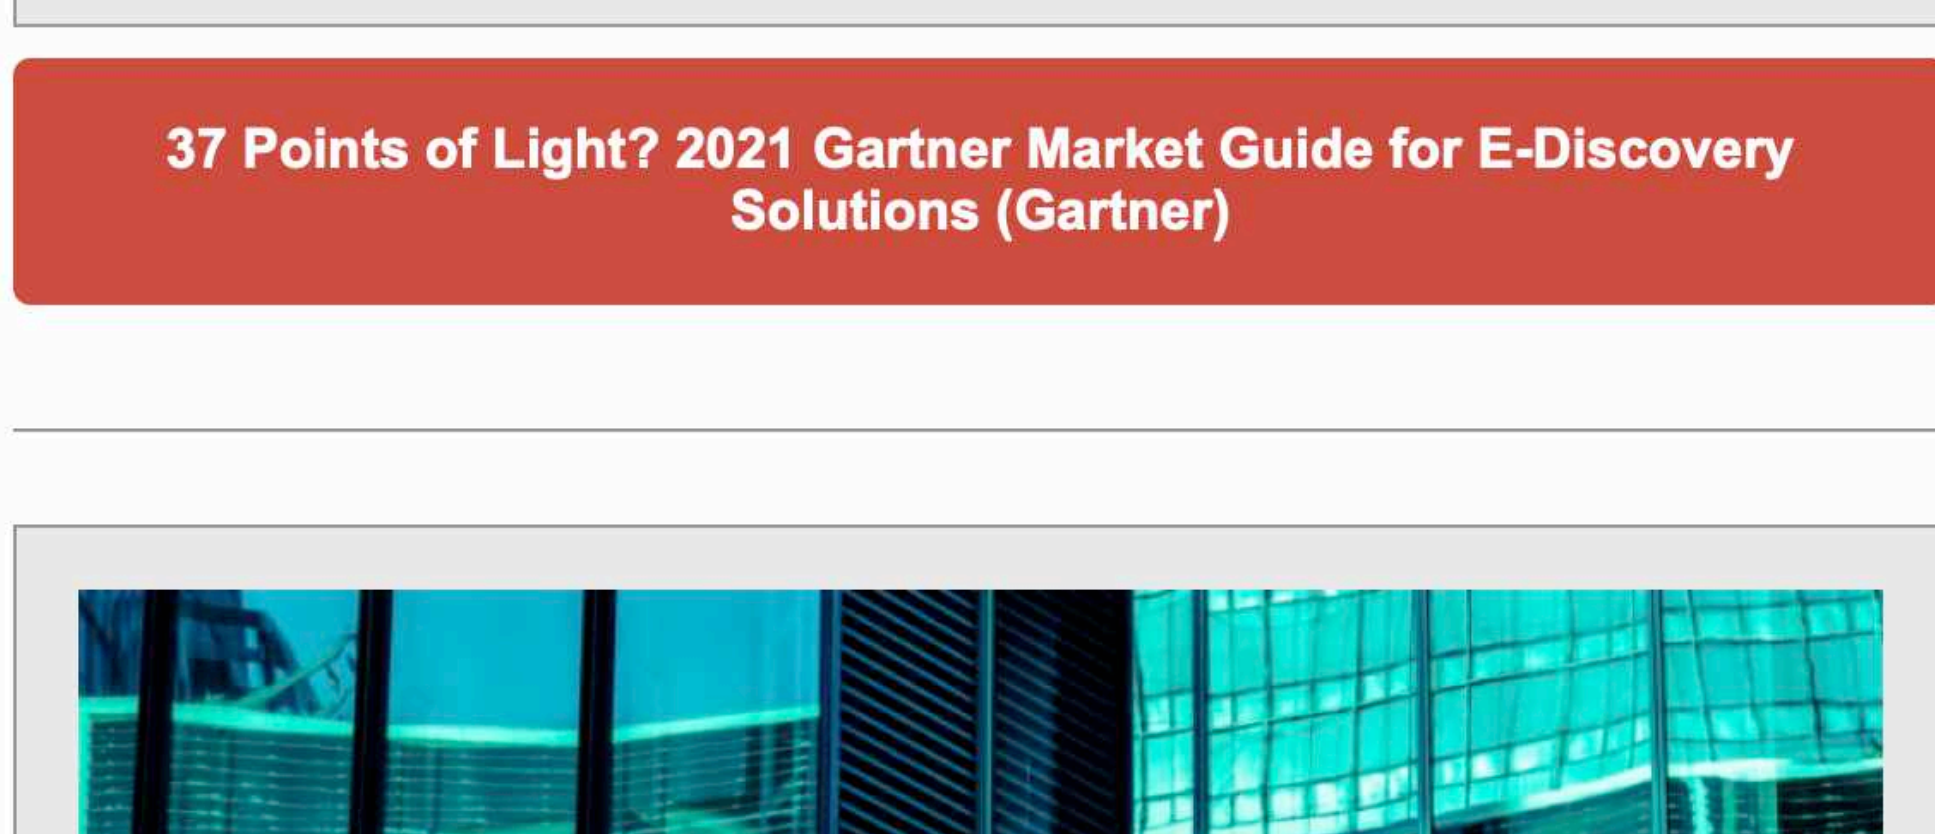 37 Points of Light? 2021 Gartner Market Guide for E-Discovery
Solutions (Gartner)